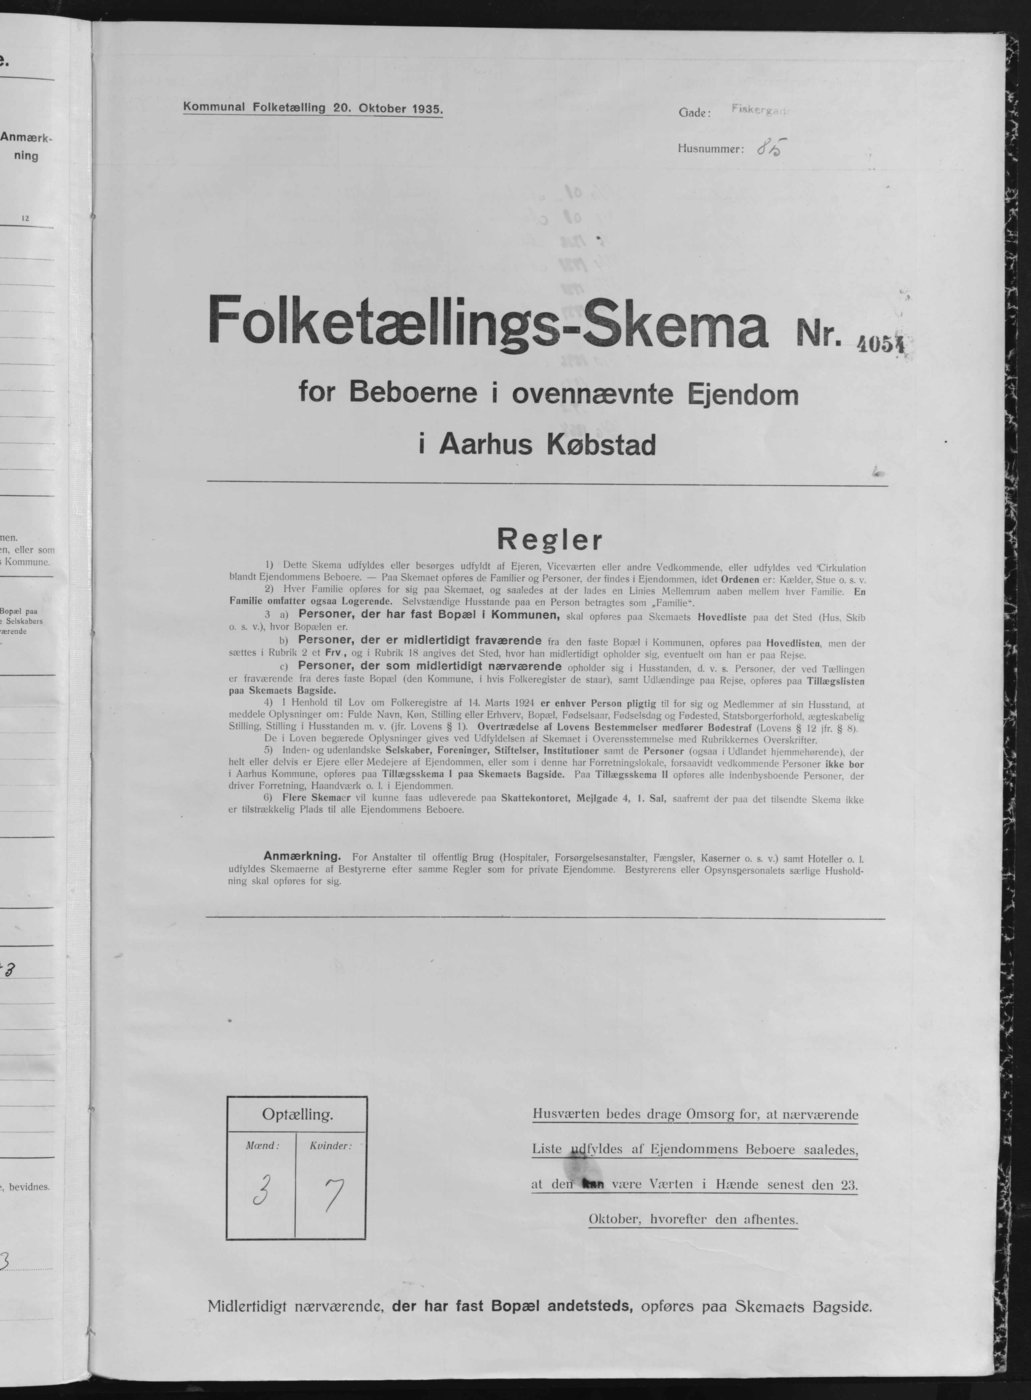 e.
Anmærk-
ning
12
men.
en, eller som
s Kommune.
Bopæl paa
e Selskabers
værende
3
e, bevidnes.
3
Kommunal Folketælling 20. Oktober 1935.
Gade: Fiskergade
Husnummer: 85
Folketællings-Skema Nr. 4054
for Beboerne i ovennævnte Ejendom
i Aarhus Købstad
Regler
1) Dette Skema udfyldes eller besørges udfyldt af Ejeren, Viceværten eller andre Vedkommende, eller udfyldes ved Cirkulation
blandt Ejendommens Beboere. — Paa Skemaet opføres de Familier og Personer, der findes i Ejendommen, idet Ordenen er: Kælder, Stue o. s. v.
2) Hver Familie opføres for sig paa Skemaet, og saaledes at der lades en Linies Mellemrum aaben mellem hver Familie. En
Familie omfatter ogsaa Logerende. Selvstændige Husstande paa en Person betragtes som „Familie“.
3 a) Personer, der har fast Bopæl i Kommunen, skal opføres paa Skemaets Hovedliste paa det Sted (Hus, Skib
o. s. v.), hvor Bopælen er.
b) Personer, der er midlertidigt fraværende fra den faste Bopæl i Kommunen, opføres paa Hovedlisten, men der
sættes i Rubrik 2 et Frv., og i Rubrik 18 angives det Sted, hvor han midlertidigt opholder sig, eventuelt om han er paa Rejse.
c) Personer, der som midlertidigt nærværende opholder sig i Husstanden, d. v. s. Personer, der ved Tællingen
er fraværende fra deres faste Bopæl (den Kommune, i hvis Folkeregister de staar), samt Udlændinge paa Rejse, opføres paa Tillægslisten
paa Skemaets Bagside.
4) I Henhold til Lov om Folkeregistre af 14. Marts 1924 er enhver Person pligtig til for sig og Medlemmer af sin Husstand, at
meddele Oplysninger om: Fulde Navn, Køn, Stilling eller Erhverv, Bopæl, Fødselsaar, Fødselsdag og Fødested, Statsborgerforhold, ægteskabelig
Stilling, Stilling i Husstanden m. v. (jfr. Lovens § 1). Overtrædelse af Lovens Bestemmelser medfører Bødestraf (Lovens § 12 jfr. § 8).
De i Loven begærede Oplysninger gives ved Udfyldelsen af Skemaet i Overensstemmelse med Rubrikkernes Overskrifter.
5) Inden- og udenlandske Selskaber, Foreninger, Stiftelser, Institutioner samt de Personer (ogsaa i Udlandet hjemmehørende), der
helt eller delvis er Ejere eller Medejere af Ejendommen, eller som i denne har Forretningslokale, forsaavidt vedkommende Personer ikke bor
i Aarhus Kommune, opføres paa Tillægsskema I paa Skemaets Bagside. Paa Tillægsskema II opføres alle indenbysboende Personer, der
driver Forretning, Haandværk o. l. i Ejendommen.
6) Flere Skemaer vil kunne faas udleverede paa Skattekontoret, Mejlgade 4, 1. Sal, saafremt der paa det tilsendte Skema ikke
er tilstrækkelig Plads til alle Ejendommens Beboere.
Anmærkning. For Anstalter til offentlig Brug (Hospitaler, Forsørgelsesanstalter, Fængsler, Kaserner o. s. v.) samt Hoteller o. l.
udfyldes Skemaerne af Bestyrerne efter samme Regler som for private Ejendomme. Bestyrerens eller Opsynspersonalets særlige Hushold-
ning skal opføres for sig.
Optælling.
Mænd: Kvinder:
3 7
Husværten bedes drage Omsorg for, at nærværende
Liste udfyldes af Ejendommens Beboere saaledes,
at den kan være Værten i Hænde senest den 23.
Oktober, hvorefter den afhentes.
Midlertidigt nærværende, der har fast Bopæl andetsteds, opføres paa Skemaets Bagside.